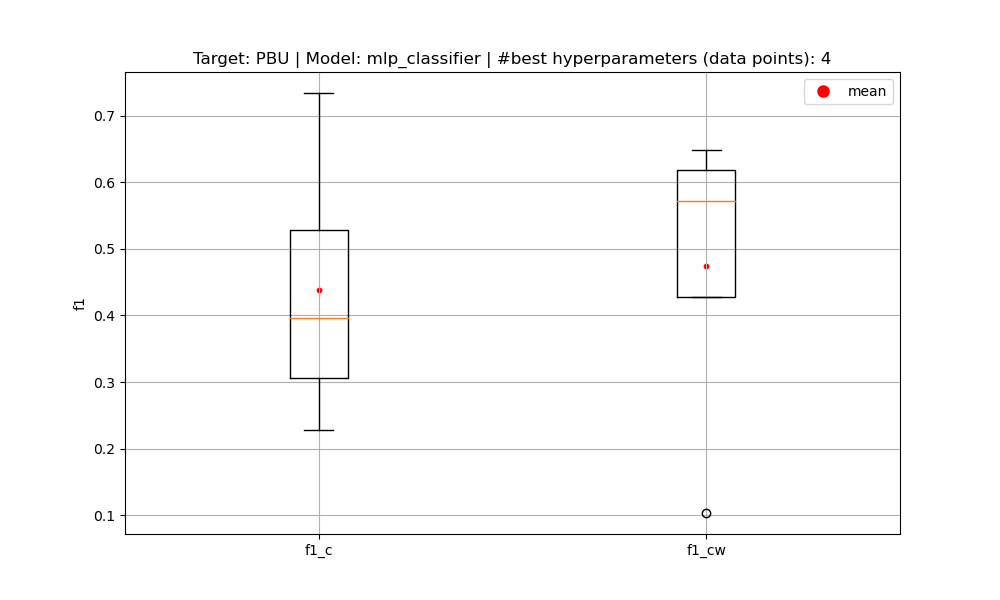 Target: PBU | Model: mlp_classifier | #best hyperparameters (data points): 4
mean
f1
0.7
0.6
0.5
0.4
0.3
0.2
0.1
f1_c
f1_cw